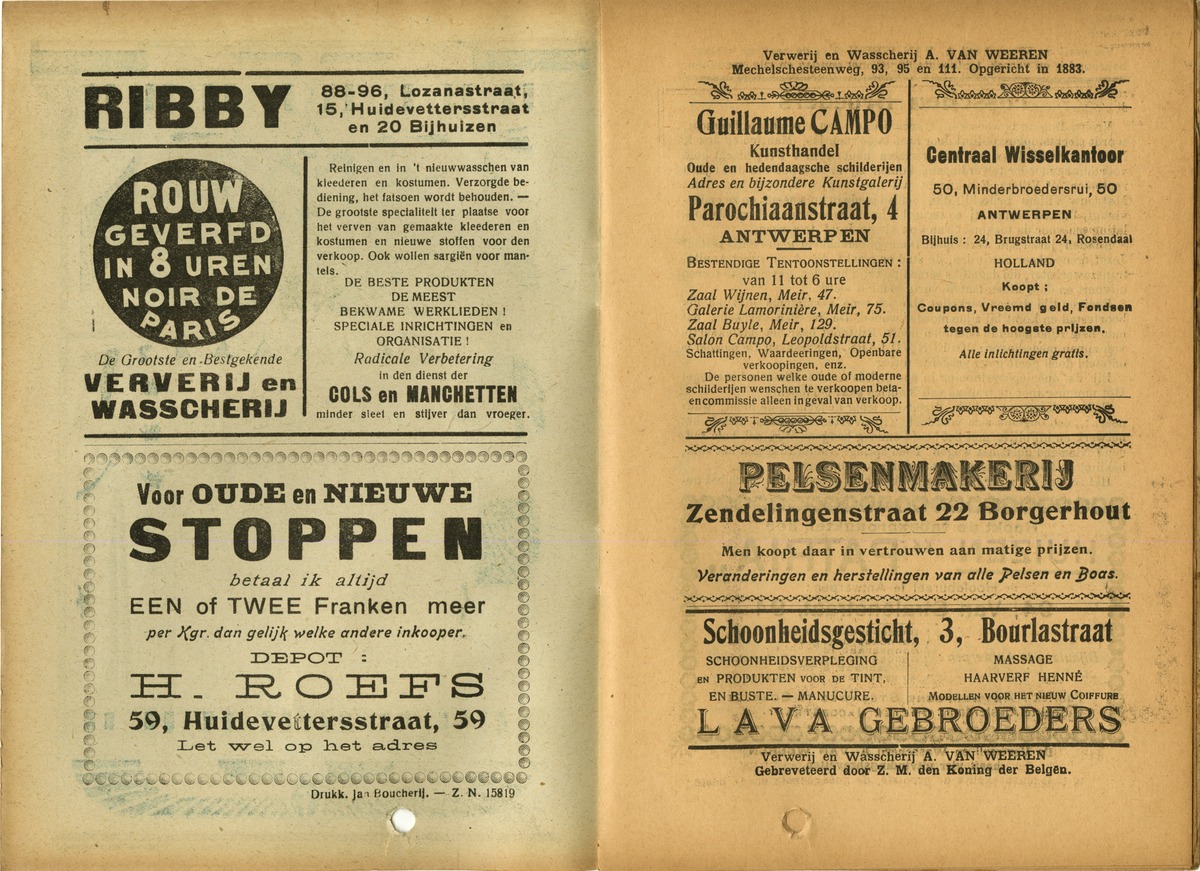 RIBBY
88-96, Lozanastraat,
15, Huidevettersstraat
en 20 Bijhuizen
ROUW
GEVERFD
IN 8 UREN
NOIR DE
PARIS
De Grootste en Bestgekende
VERVERIJ en
WASSCHERIJ
Reinigen en in 't nieuwwasschen van
kleederen en kostumen. Verzorgde be-
diening, het fatsoen wordt behouden. —
De grootste specialiteit ter plaatse voor
het verven van gemaakte kleederen en
kostumen en nieuwe stoffen voor den
verkoop. Ook wollen sargiën voor man-
tels.
DE BESTE PRODUKTEN
DE MEEST
BEKWAME WERKLIEDEN !
SPECIALE INRICHTINGEN en
ORGANISATIE !
Radicale Verbetering
in den dienst der
COLS en MANCHETTEN
minder sleet en stijver dan vroeger.
Voor OUDE en NIEUWE
STOPPEN
betaal ik altijd
EEN of TWEE Franken meer
per Kgr. dan gelijk welke andere inkooper.
DEPOT :
H. ROEFS
59, Huidevettersstraat, 59
Let wel op het adres
Drukk. Jan Boucherij. — Z. N. 15819
Verwerij en Wasscherij A. VAN WEEREN
Mechelschesteenweg, 93, 95 en 111. Opgericht in 1883.
Guillaume CAMPO
Kunsthandel
Oude en hedendaagsche schilderijen
Adres en bijzondere Kunstgalerij
Parochiaanstraat, 4
ANTWERPEN
BESTENDIGE TENTOONSTELLINGEN :
van 11 tot 6 ure
Zaal Wijnen, Meir, 47.
Galerie Lamorinière, Meir, 75.
Zaal Buyle, Meir, 129.
Salon Campo, Leopoldstraat, 51.
Schattingen, Waardeeringen, Openbare
verkoopingen, enz.
De personen welke oude of moderne
schilderijen wenschen te verkoopen beta-
en commissie alleen in geval van verkoop.
Centraal Wisselkantoor
50, Minderbroedersrui, 50
ANTWERPEN
Bijhuis : 24, Brugstraat 24, Rosendaal
HOLLAND
Koopt ;
Coupons, Vreemd geld, Fondsen
tegen de hoogste prijzen.
Alle inlichtingen gratis.
PELSENMAKERIJ
Zendelingenstraat 22 Borgerhout
Men koopt daar in vertrouwen aan matige prijzen.
Veranderingen en herstellingen van alle Pelsen en Boas.
Schoonheidsgesticht, 3, Bourlastraat
SCHOONHEIDSVERPLEGING
EN PRODUKTEN VOOR DE TINT,
EN BUSTE. — MANUCURE.
MASSAGE
HAARVERF HENNÉ
MODELLEN VOOR HET NIEUW COIFFURE
LAVA GEBROEDERS
Verwerij en Wasscherij A. VAN WEEREN
Gebreveteerd door Z. M. den Koning der Belgën.